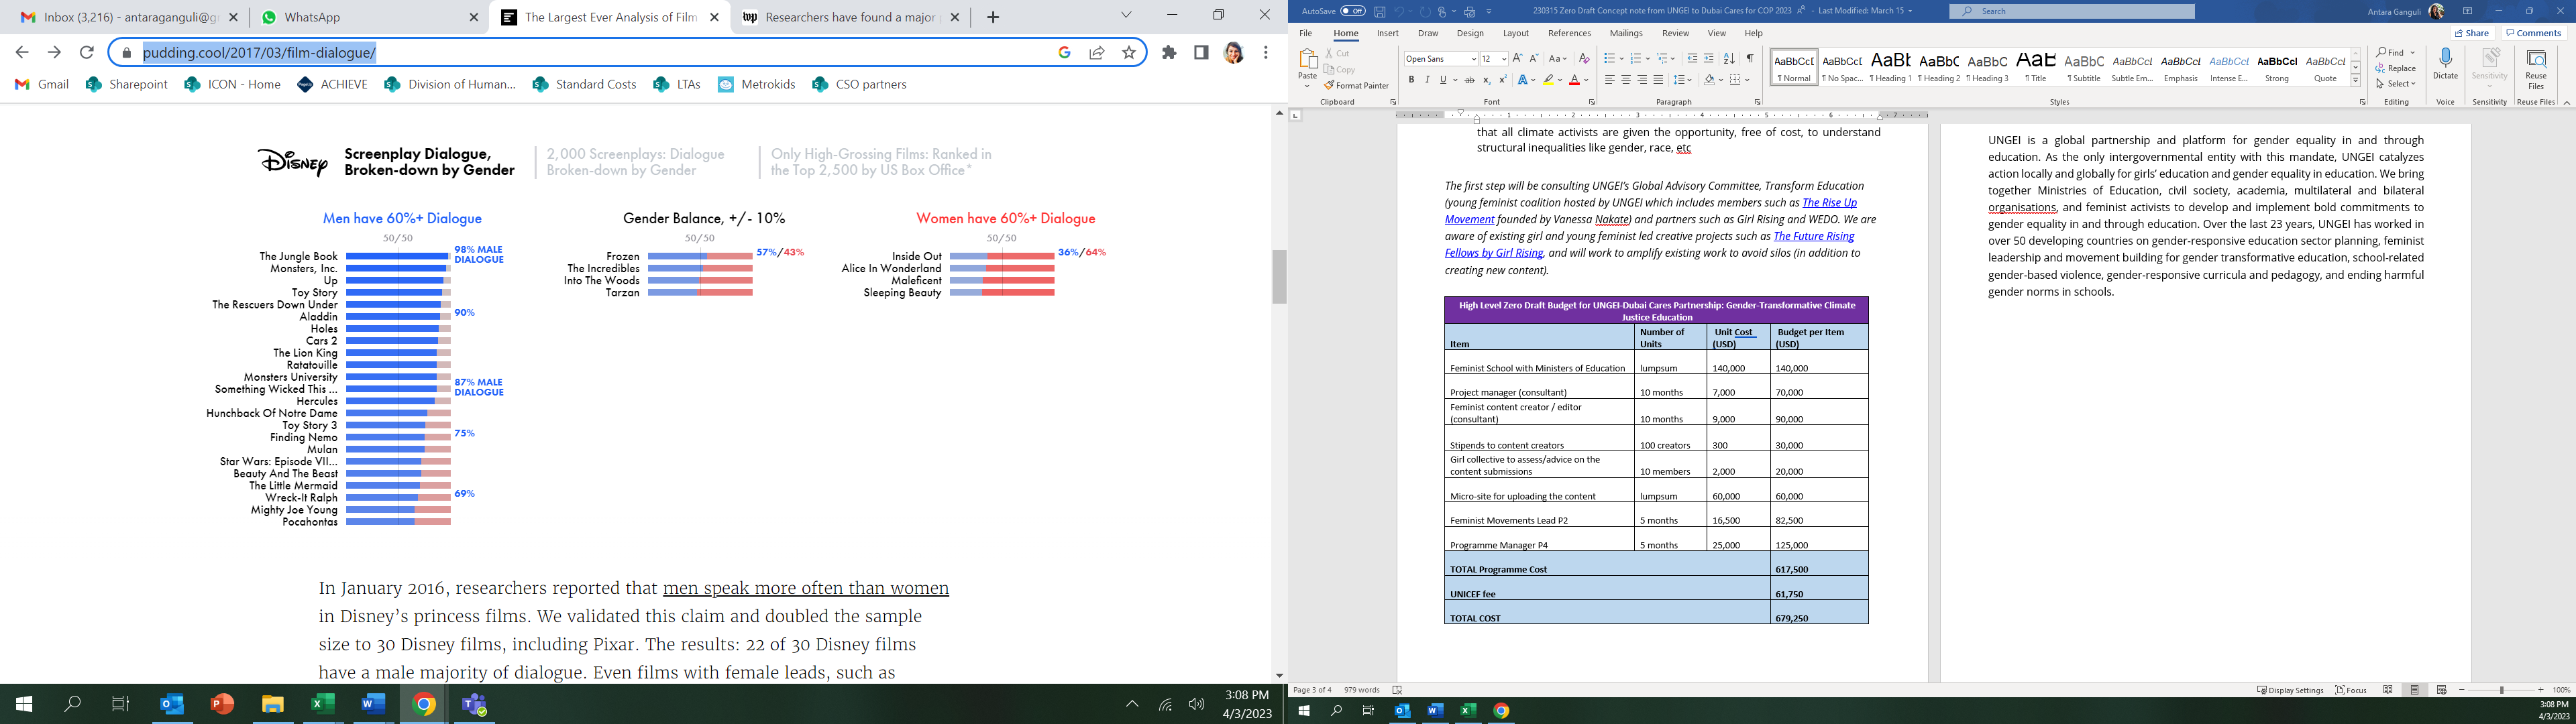 Inbox (3,216) - antaraganguli@g
WhatsApp
The Largest Ever Analysis of Film
Researchers have found a major
pudding.cool/2017/03/film-dialogue/
Gmail
Sharepoint
ICON - Home
ACHIEVE
Division of Human...
Standard Costs
LTAs
Metrokids
CSO partners
Disney
Screenplay Dialogue,
Broken-down by Gender
2,000 Screenplays: Dialogue
Broken-down by Gender
Only High-Grossing Films: Ranked in
the Top 2,500 by US Box Office*
Men have 60%+ Dialogue
50/50
The Jungle Book
98% MALE
DIALOGUE
Monsters, Inc.
Up
Toy Story
The Rescuers Down Under
Aladdin
90%
Holes
Cars 2
The Lion King
Ratatouille
Monsters University
87% MALE
DIALOGUE
Something Wicked This ...
Hercules
Hunchback Of Notre Dame
Toy Story 3
Finding Nemo
75%
Mulan
Star Wars: Episode VII...
Beauty And The Beast
The Little Mermaid
Wreck-It Ralph
69%
Mighty Joe Young
Pocahontas
Gender Balance, +/- 10%
50/50
Frozen
57%/43%
The Incredibles
Into The Woods
Tarzan
Women have 60%+ Dialogue
50/50
Inside Out
36%/64%
Alice In Wonderland
Maleficent
Sleeping Beauty
In January 2016, researchers reported that men speak more often than women
in Disney's princess films. We validated this claim and doubled the sample
size to 30 Disney films, including Pixar. The results: 22 of 30 Disney films
have a male majority of dialogue. Even films with female leads, such as
3:08 PM
4/3/2023
AutoSave Off
230315 Zero Draft Concept note from UNGEI to Dubai Cares for COP 2023
- Last Modified: March 15
Search
Antara Ganguli
File Home Insert Draw Design Layout References Mailings Review View Help
Share
Comments
Paste
Cut
Copy
Format Painter
Clipboard
Open Sans
12
Font
Paragraph
AaBbCcI AaBbCcI AaBb AaBbC AaBbC AaB AaBbC AaBbCcI AaBbCcI AaBbCcI AaBbCcI AaBbCcI
Normal
No Spac...
Heading 1
Heading 2
Heading 3
Title
Subtitle
Subtle Em...
Emphasis
Intense E...
Strong
Quote
Styles
Find
Replace
Select
Editing
Dictate
Voice
Sensitivity
Sensitivity
Reuse
Files
Reuse Files
that all climate activists are given the opportunity, free of cost, to understand
structural inequalities like gender, race, etc
The first step will be consulting UNGEI's Global Advisory Committee, Transform Education
(young feminist coalition hosted by UNGEI which includes members such as The Rise Up
Movement founded by Vanessa Nakate) and partners such as Girl Rising and WEDO. We are
aware of existing girl and young feminist led creative projects such as The Future Rising
Fellows by Girl Rising, and will work to amplify existing work to avoid silos (in addition to
creating new content).
High Level Zero Draft Budget for UNGEI-Dubai Cares Partnership: Gender-Transformative Climate
Justice Education
Item
Number of
Units
Unit Cost
(USD)
Budget per Item
(USD)
Feminist School with Ministers of Education lumpsum 140,000 140,000
Project manager (consultant) 10 months 7,000 70,000
Feminist content creator / editor
(consultant) 10 months 9,000 90,000
Stipends to content creators 100 creators 300 30,000
Girl collective to assess/advice on the
content submissions 10 members 2,000 20,000
Micro-site for uploading the content lumpsum 60,000 60,000
Feminist Movements Lead P2 5 months 16,500 82,500
Programme Manager P4 5 months 25,000 125,000
TOTAL Programme Cost 617,500
UNICEF fee 61,750
TOTAL COST 679,250
UNGEI is a global partnership and platform for gender equality in and through
education. As the only intergovernmental entity with this mandate, UNGEI catalyzes
action locally and globally for girls' education and gender equality in education. We bring
together Ministries of Education, civil society, academia, multilateral and bilateral
organisations, and feminist activists to develop and implement bold commitments to
gender equality in and through education. Over the last 23 years, UNGEI has worked in
over 50 developing countries on gender-responsive education sector planning, feminist
leadership and movement building for gender transformative education, school-related
gender-based violence, gender-responsive curricula and pedagogy, and ending harmful
gender norms in schools.
Page 3 of 4
979 words
Display Settings
Focus
100%
3:08 PM
4/3/2023